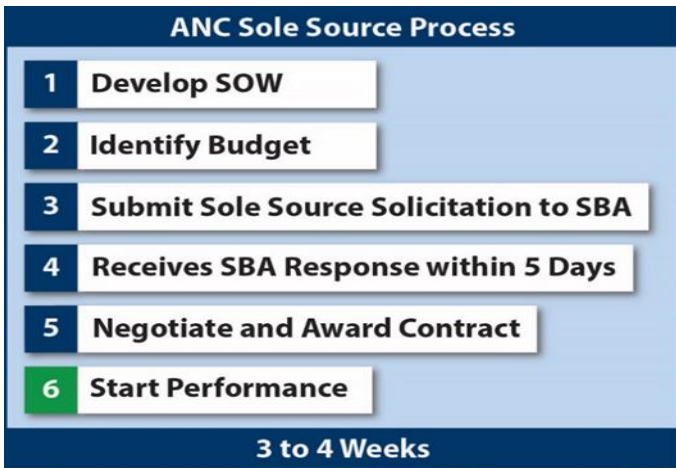 ANC Sole Source Process
1 Develop SOW
2 Identify Budget
3 Submit Sole Source Solicitation to SBA
4 Receives SBA Response within 5 Days
5 Negotiate and Award Contract
6 Start Performance
3 to 4 Weeks